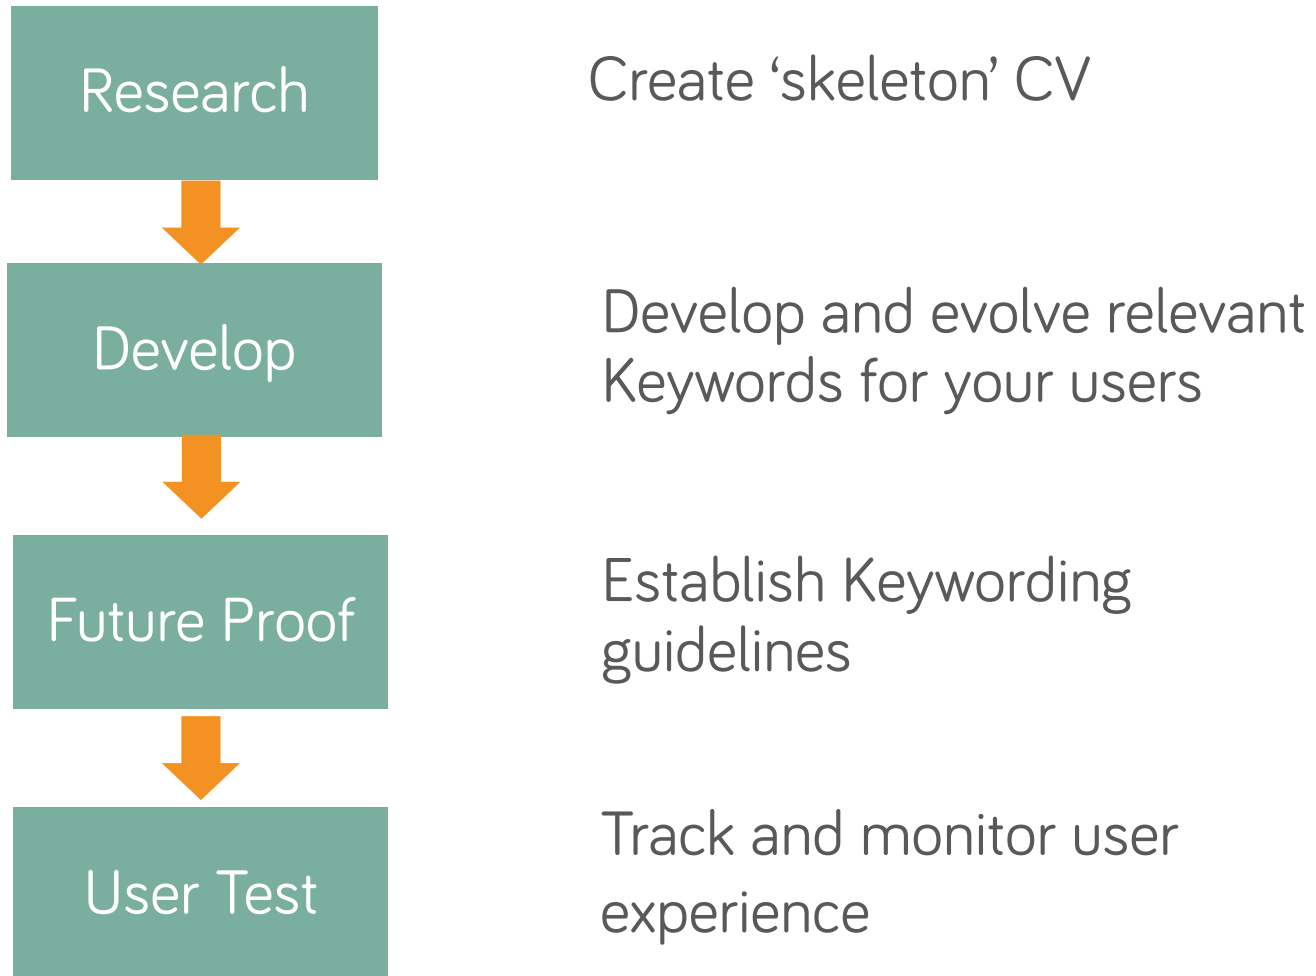 Research
Create ‘skeleton’ CV
Develop
Develop and evolve relevant
Keywords for your users
Future Proof
Establish Keywording
guidelines
User Test
Track and monitor user
experience